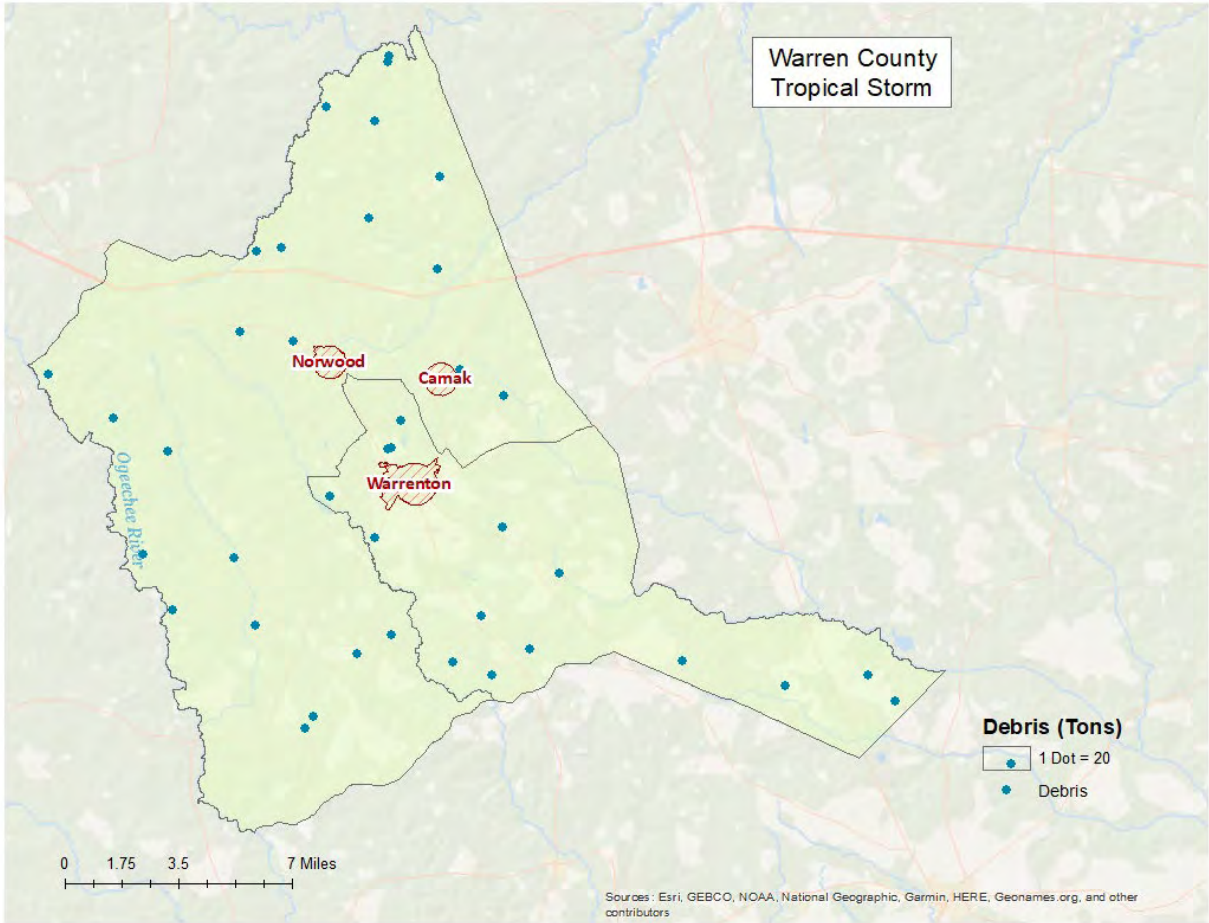 Warren County
Tropical Storm
Norwood
Camak
Warrenton
Ogeechee River
Debris (Tons)
1 Dot = 20
Debris
0 1.75 3.5 7 Miles
Sources: Esri, GEBCO, NOAA, National Geographic, Garmin, HERE, Geonames.org, and other
contributors